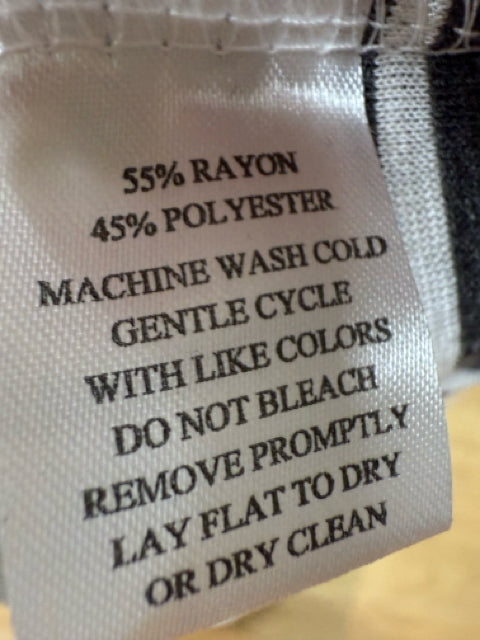 55% RAYON
45% POLYESTER
MACHINE WASH COLD
GENTLE CYCLE
WITH LIKE COLORS
DO NOT BLEACH
REMOVE PROMPTLY
LAY FLAT TO DRY
OR DRY CLEAN